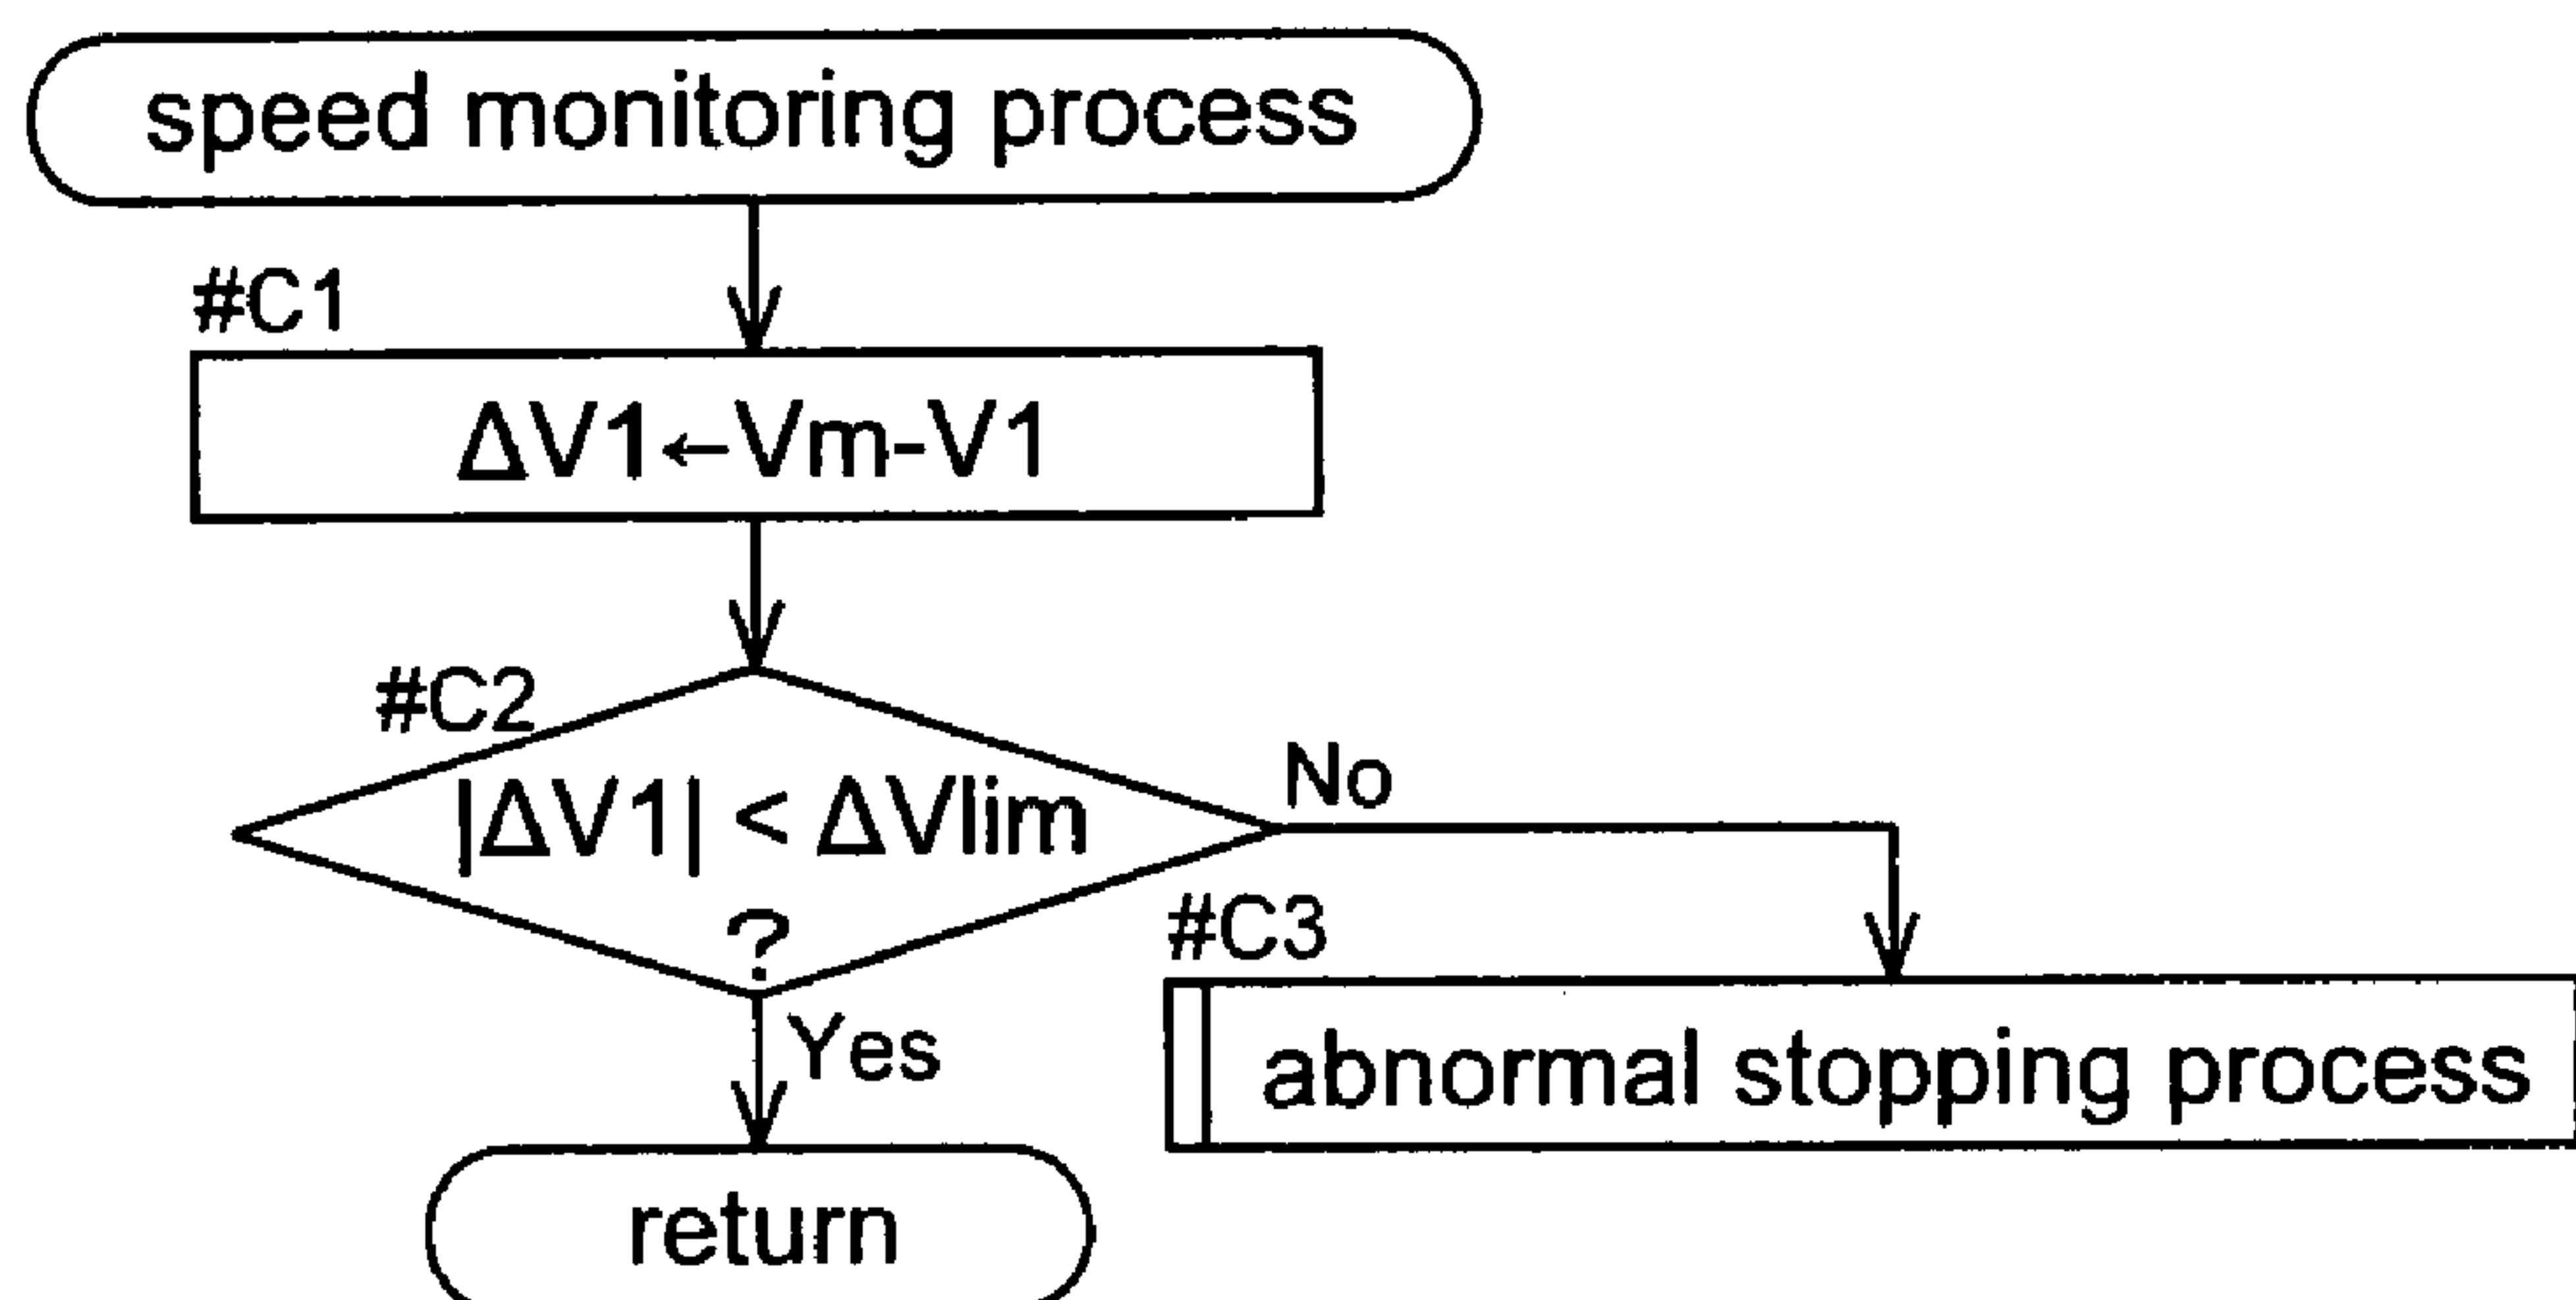 speed monitoring process
#C1
ΔV1←Vm-V1
#C2
|ΔV1| < ΔVlim
?
No
Yes
#C3
abnormal stopping process
return